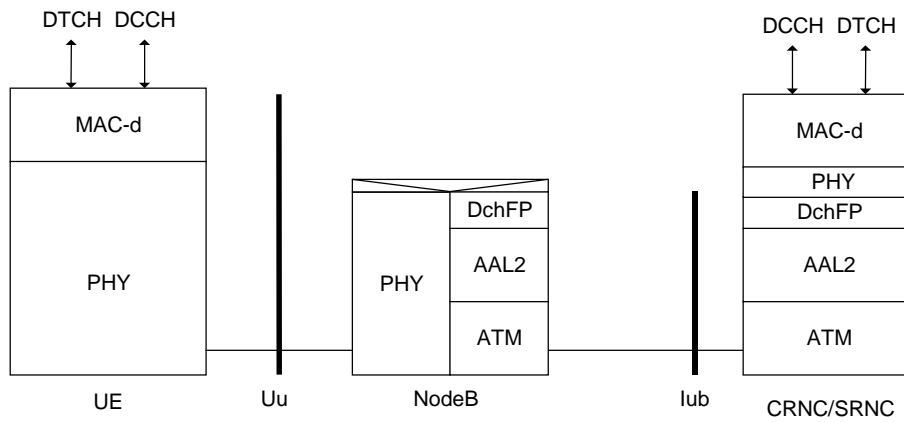 DTCH DCCH
DCCH DTCH
MAC-d
MAC-d
PHY
DchFP
DchFP
PHY
PHY
AAL2
AAL2
ATM
ATM
UE
Uu
NodeB
Iub
CRNC/SRNC